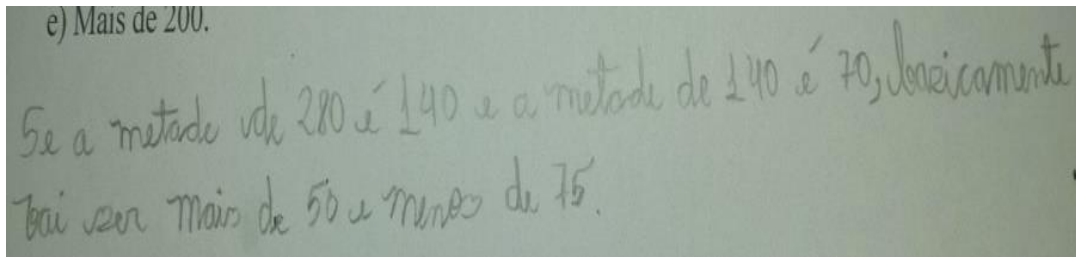 e) Mais de 200.
Se a metade de 280 é 140 e a metade de 140 é 70, logicamente
vai ser mais de 50 e menos de 75.